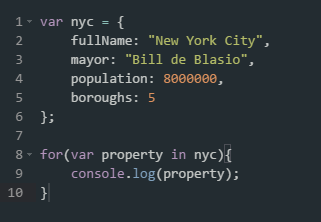 1 var nyc = {
2     fullName: "New York City",
3     mayor: "Bill de Blasio",
4     population: 8000000,
5     boroughs: 5
6 };
7
8 for(var property in nyc){
9     console.log(property);
10 }